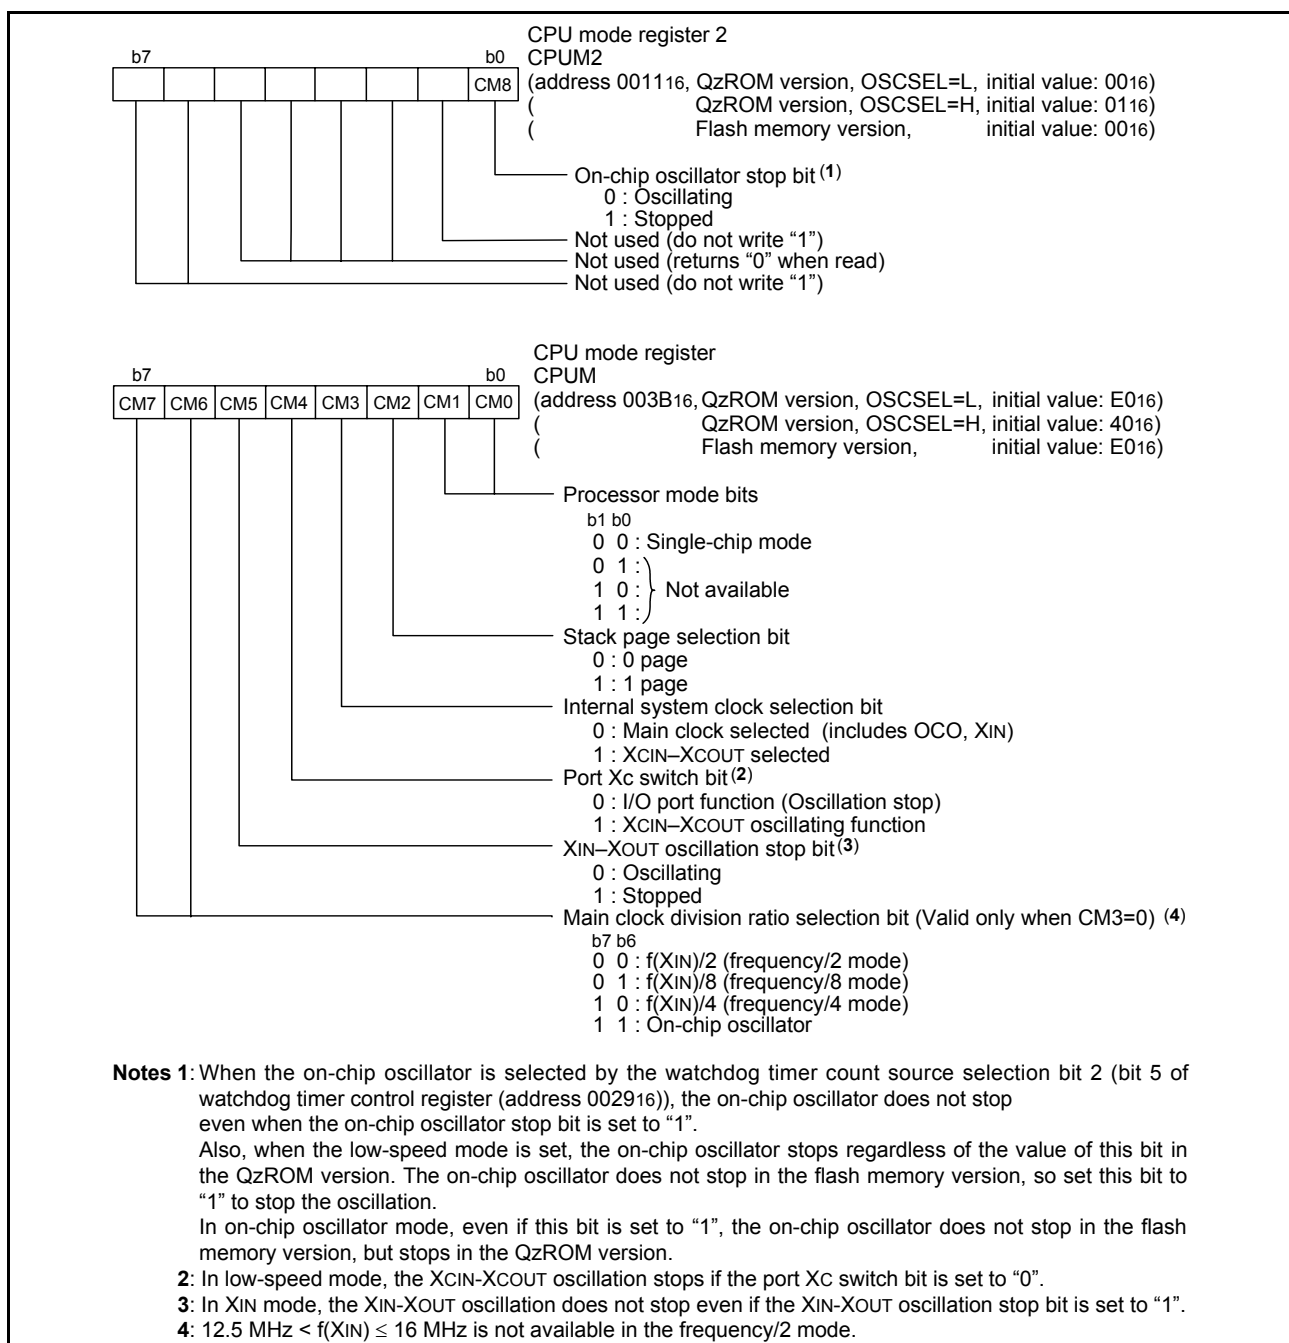 CPU mode register 2
b7 b0 CPUM2
CM8 (address 001116, QzROM version, OSCSEL=L, initial value: 0016)
( QzROM version, OSCSEL=H, initial value: 0116)
( Flash memory version, initial value: 0016)
On-chip oscillator stop bit (1)
0 : Oscillating
1 : Stopped
Not used (do not write “1”)
Not used (returns “0” when read)
Not used (do not write “1”)
CPU mode register
b7 b0 CPUM
CM7 CM6 CM5 CM4 CM3 CM2 CM1 CM0 (address 003B16, QzROM version, OSCSEL=L, initial value: E016)
( QzROM version, OSCSEL=H, initial value: 4016)
( Flash memory version, initial value: E016)
Processor mode bits
b1 b0
0 0 : Single-chip mode
0 1 :
1 0 : Not available
1 1 :
Stack page selection bit
0 : 0 page
1 : 1 page
Internal system clock selection bit
0 : Main clock selected (includes OCO, XIN)
1 : XCIN–XCOUT selected
Port Xc switch bit (2)
0 : I/O port function (Oscillation stop)
1 : XCIN–XCOUT oscillating function
XIN–XOUT oscillation stop bit (3)
0 : Oscillating
1 : Stopped
Main clock division ratio selection bit (Valid only when CM3=0) (4)
b7 b6
0 0 : f(XIN)/2 (frequency/2 mode)
0 1 : f(XIN)/8 (frequency/8 mode)
1 0 : f(XIN)/4 (frequency/4 mode)
1 1 : On-chip oscillator
Notes 1: When the on-chip oscillator is selected by the watchdog timer count source selection bit 2 (bit 5 of
watchdog timer control register (address 002916)), the on-chip oscillator does not stop
even when the on-chip oscillator stop bit is set to “1”.
Also, when the low-speed mode is set, the on-chip oscillator stops regardless of the value of this bit in
the QzROM version. The on-chip oscillator does not stop in the flash memory version, so set this bit to
“1” to stop the oscillation.
In on-chip oscillator mode, even if this bit is set to “1”, the on-chip oscillator does not stop in the flash
memory version, but stops in the QzROM version.
2: In low-speed mode, the XCIN-XCOUT oscillation stops if the port XC switch bit is set to “0”.
3: In XIN mode, the XIN-XOUT oscillation does not stop even if the XIN-XOUT oscillation stop bit is set to “1”.
4: 12.5 MHz < f(XIN) ≤ 16 MHz is not available in the frequency/2 mode.